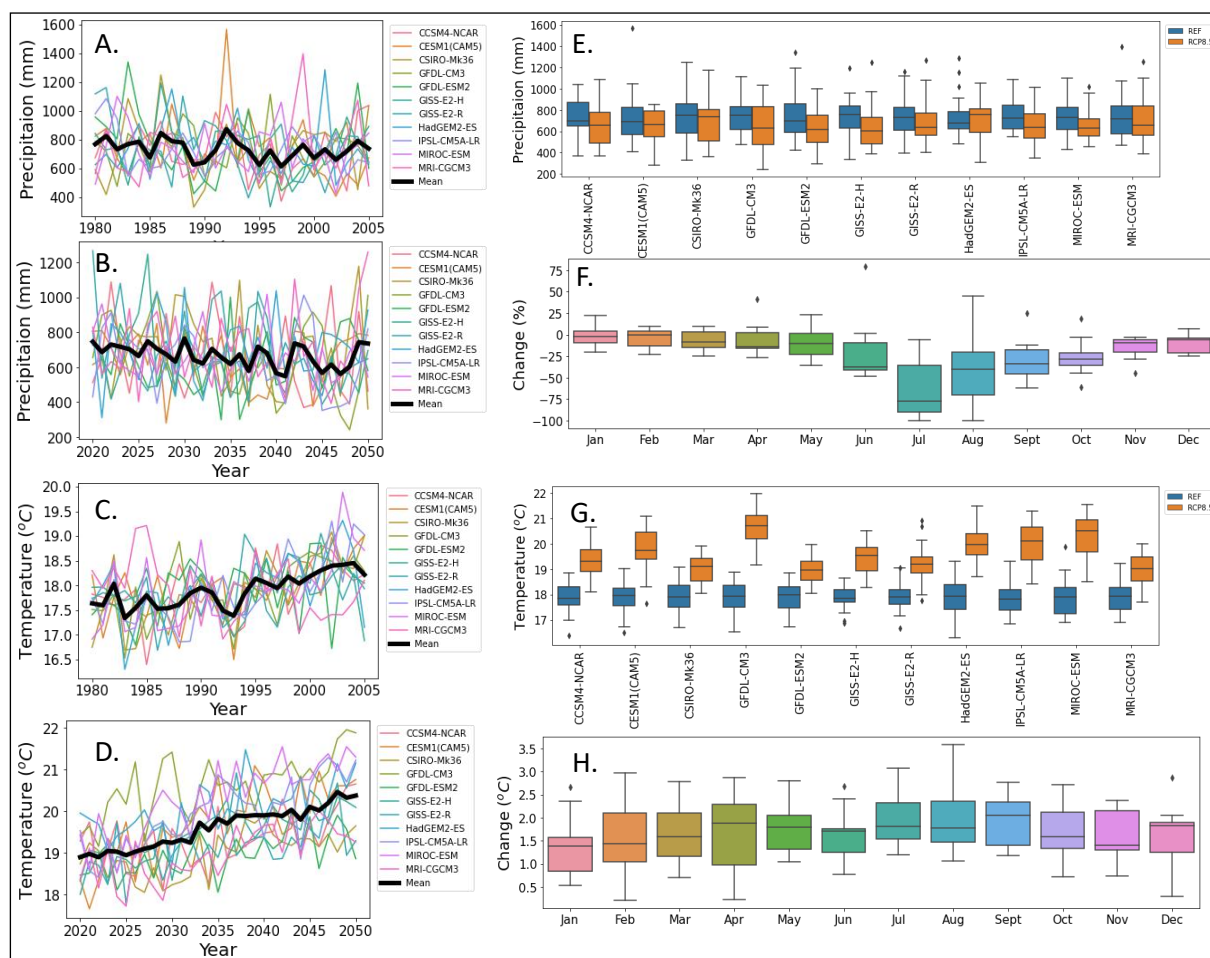 A.
Precipitation (mm)
1600
1400
1200
1000
800
600
400
1980 1985 1990 1995 2000 2005
CCSM4-NCAR
CESM1(CAM5)
CSIRO-Mk36
GFDL-CM3
GFDL-ESM2
GISS-E2-H
GISS-E2-R
HadGEM2-ES
IPSL-CM5A-LR
MIROC-ESM
MRI-CGCM3
Mean
B.
Precipitaion (mm)
1200
1000
800
600
400
200
2020 2025 2030 2035 2040 2045 2050
Year
CCSM4-NCAR
CESM1(CAM5)
CSIRO-Mk36
GFDL-CM3
GFDL-ESM2
GISS-E2-H
GISS-E2-R
HadGEM2-ES
IPSL-CM5A-LR
MIROC-ESM
MRI-CGCM3
Mean
C.
Temperature (°C)
20.0
19.5
19.0
18.5
18.0
17.5
17.0
16.5
1980 1985 1990 1995 2000 2005
Year
CCSM4-NCAR
CESM1(CAM5)
CSIRO-Mk36
GFDL-CM3
GFDL-ESM2
GISS-E2-H
GISS-E2-R
HadGEM2-ES
IPSL-CM5A-LR
MIROC-ESM
MRI-CGCM3
Mean
D.
Temperature (°C)
22
21
20
19
18
2020 2025 2030 2035 2040 2045 2050
Year
CCSM4-NCAR
CESM1(CAM5)
CSIRO-Mk36
GFDL-CM3
GFDL-ESM2
GISS-E2-H
GISS-E2-R
HadGEM2-ES
IPSL-CM5A-LR
MIROC-ESM
MRI-CGCM3
Mean
E.
Precipitaion (mm)
1600
1400
1200
1000
800
600
400
200
REF
RCP8.5
CCSM4-NCAR
CESM1(CAM5)
CSIRO-Mk36
GFDL-CM3
GFDL-ESM2
GISS-E2-H
GISS-E2-R
HadGEM2-ES
IPSL-CM5A-LR
MIROC-ESM
MRI-CGCM3
F.
Change (%)
75
50
25
0
−25
−50
−75
−100
Jan Feb Mar Apr May Jun Jul Aug Sept Oct Nov Dec
G.
Temperature (°C)
22
21
20
19
18
17
REF
RCP8.5
CCSM4-NCAR
CESM1(CAM5)
CSIRO-Mk36
GFDL-CM3
GFDL-ESM2
GISS-E2-H
GISS-E2-R
HadGEM2-ES
IPSL-CM5A-LR
MIROC-ESM
MRI-CGCM3
H.
Change (°C)
3.5
3.0
2.5
2.0
1.5
1.0
0.5
Jan Feb Mar Apr May Jun Jul Aug Sept Oct Nov Dec